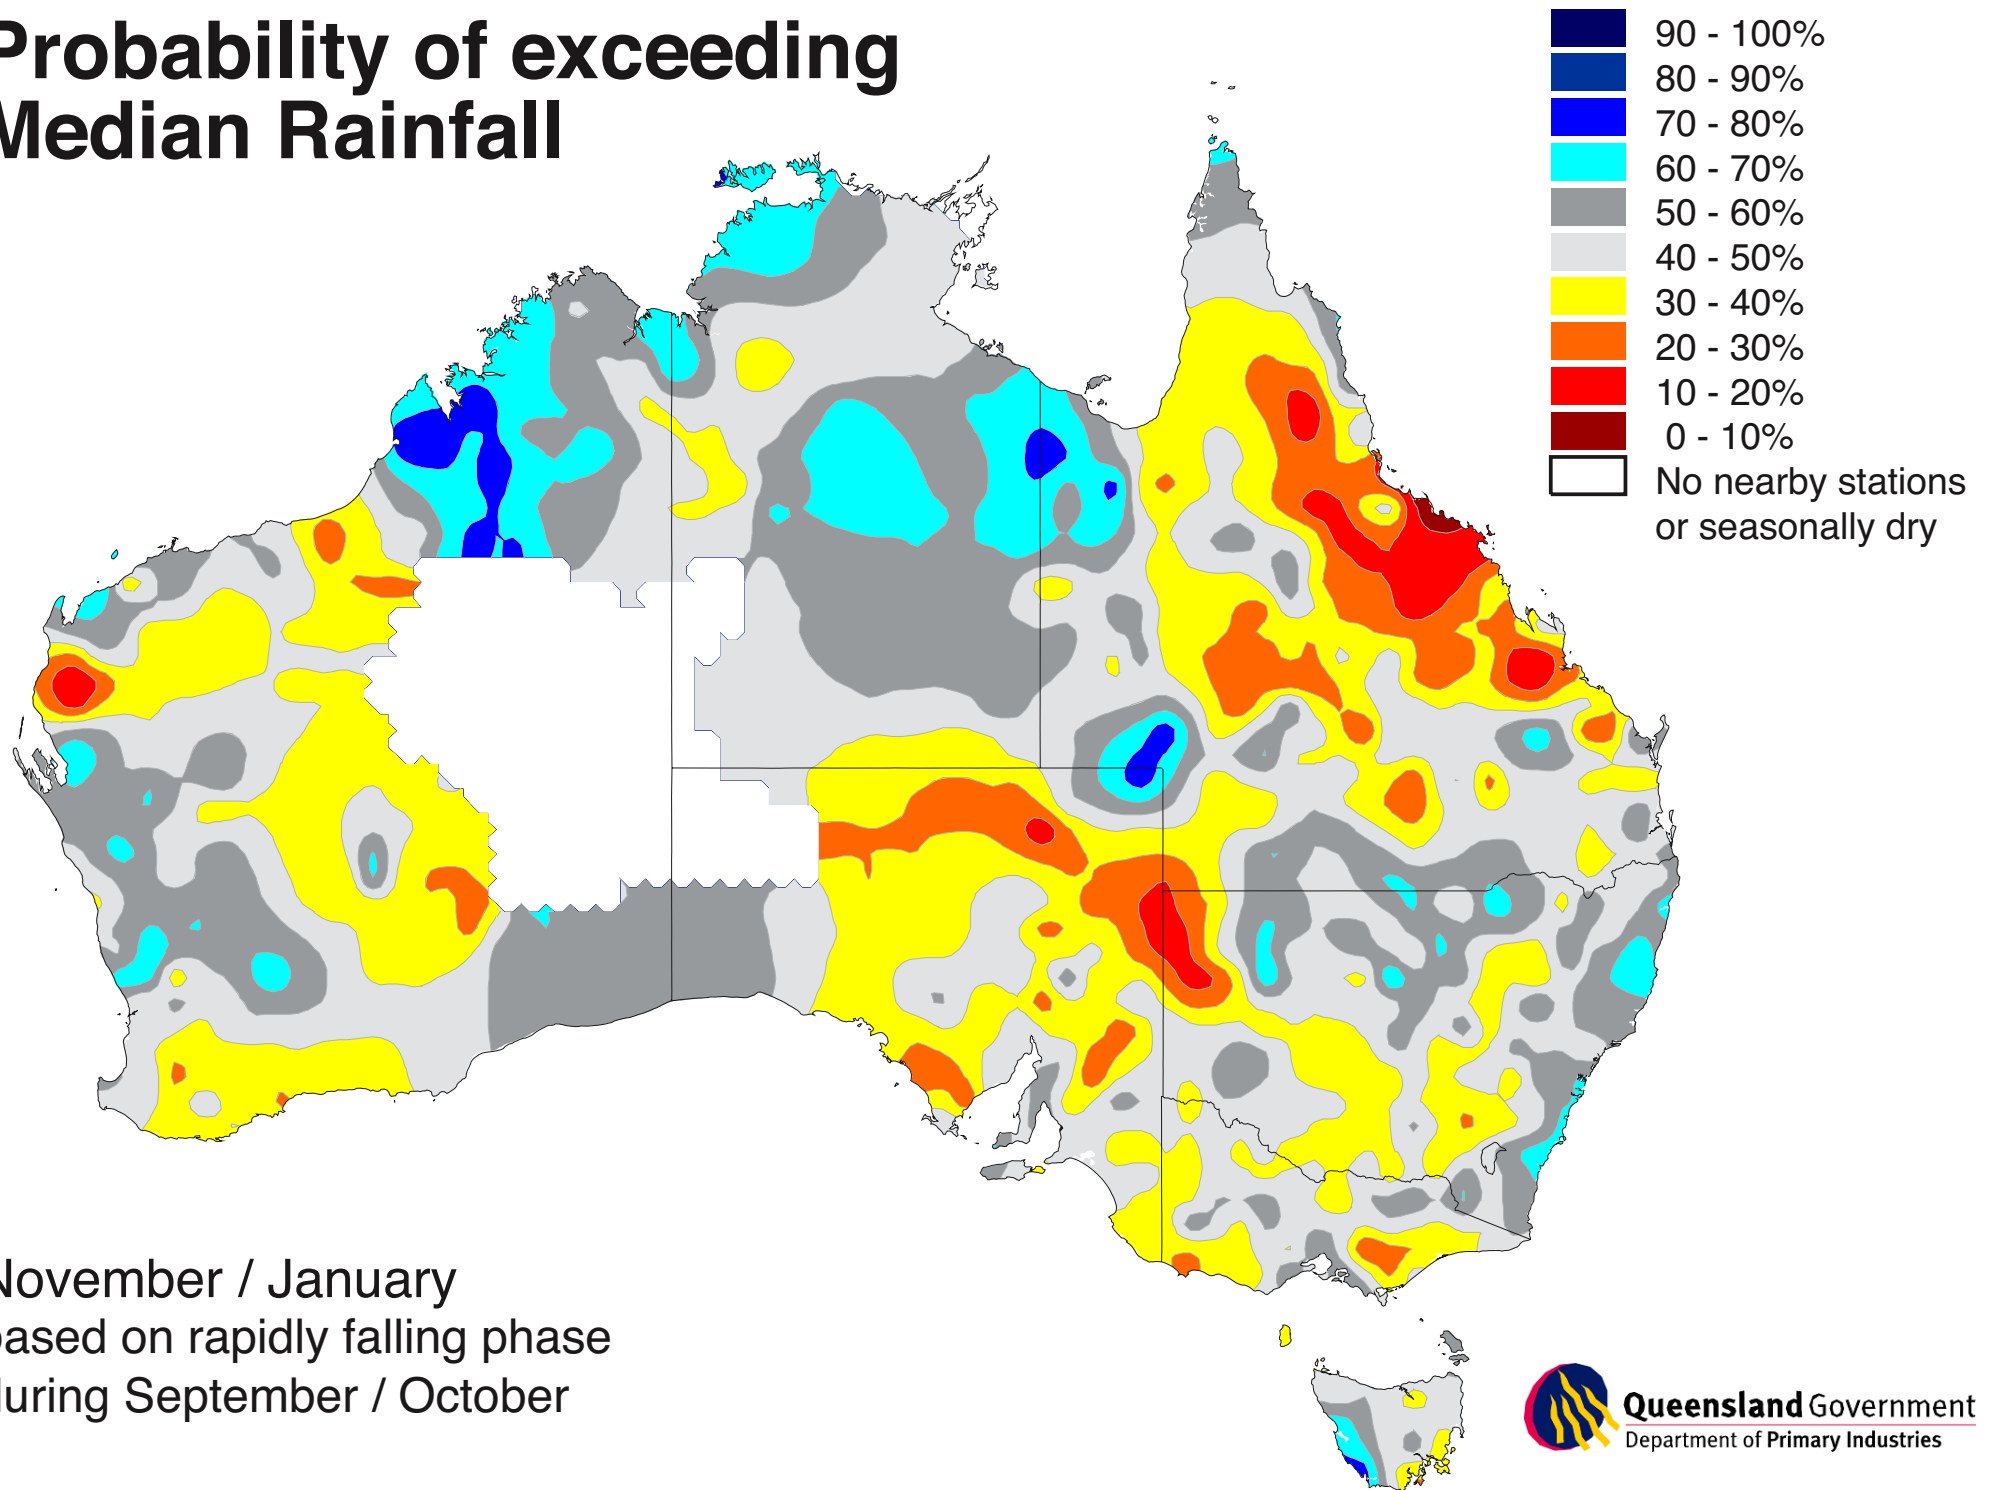 Probability of exceeding
Median Rainfall
90 - 100%
80 - 90%
70 - 80%
60 - 70%
50 - 60%
40 - 50%
30 - 40%
20 - 30%
10 - 20%
0 - 10%
No nearby stations
or seasonally dry
November / January
based on rapidly falling phase
during September / October
Queensland Government
Department of Primary Industries